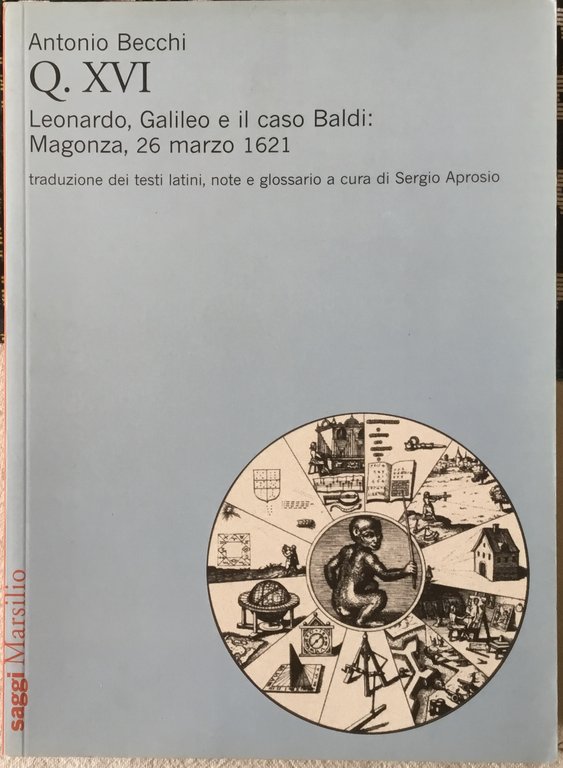 Antonio Becchi
Q. XVI
Leonardo, Galileo e il caso Baldi:
Magonza, 26 marzo 1621
traduzione dei testi latini, note e glossario a cura di Sergio Aprosio
saggi Marsilio